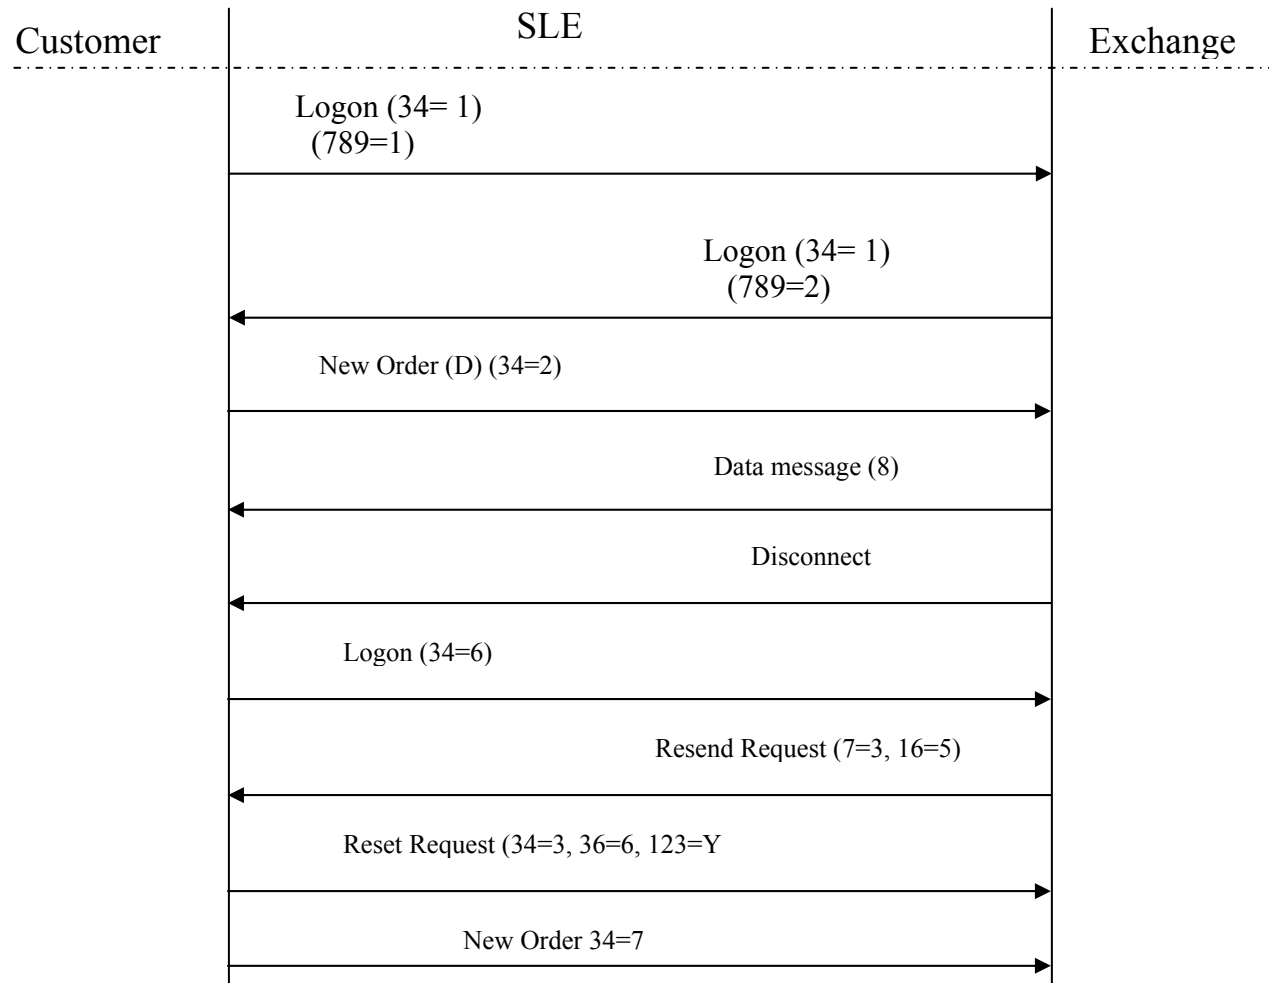 Customer
SLE
Exchange
Logon (34= 1)
(789=1)
Logon (34= 1)
(789=2)
New Order (D) (34=2)
Data message (8)
Disconnect
Logon (34=6)
Resend Request (7=3, 16=5)
Reset Request (34=3, 36=6, 123=Y
New Order 34=7